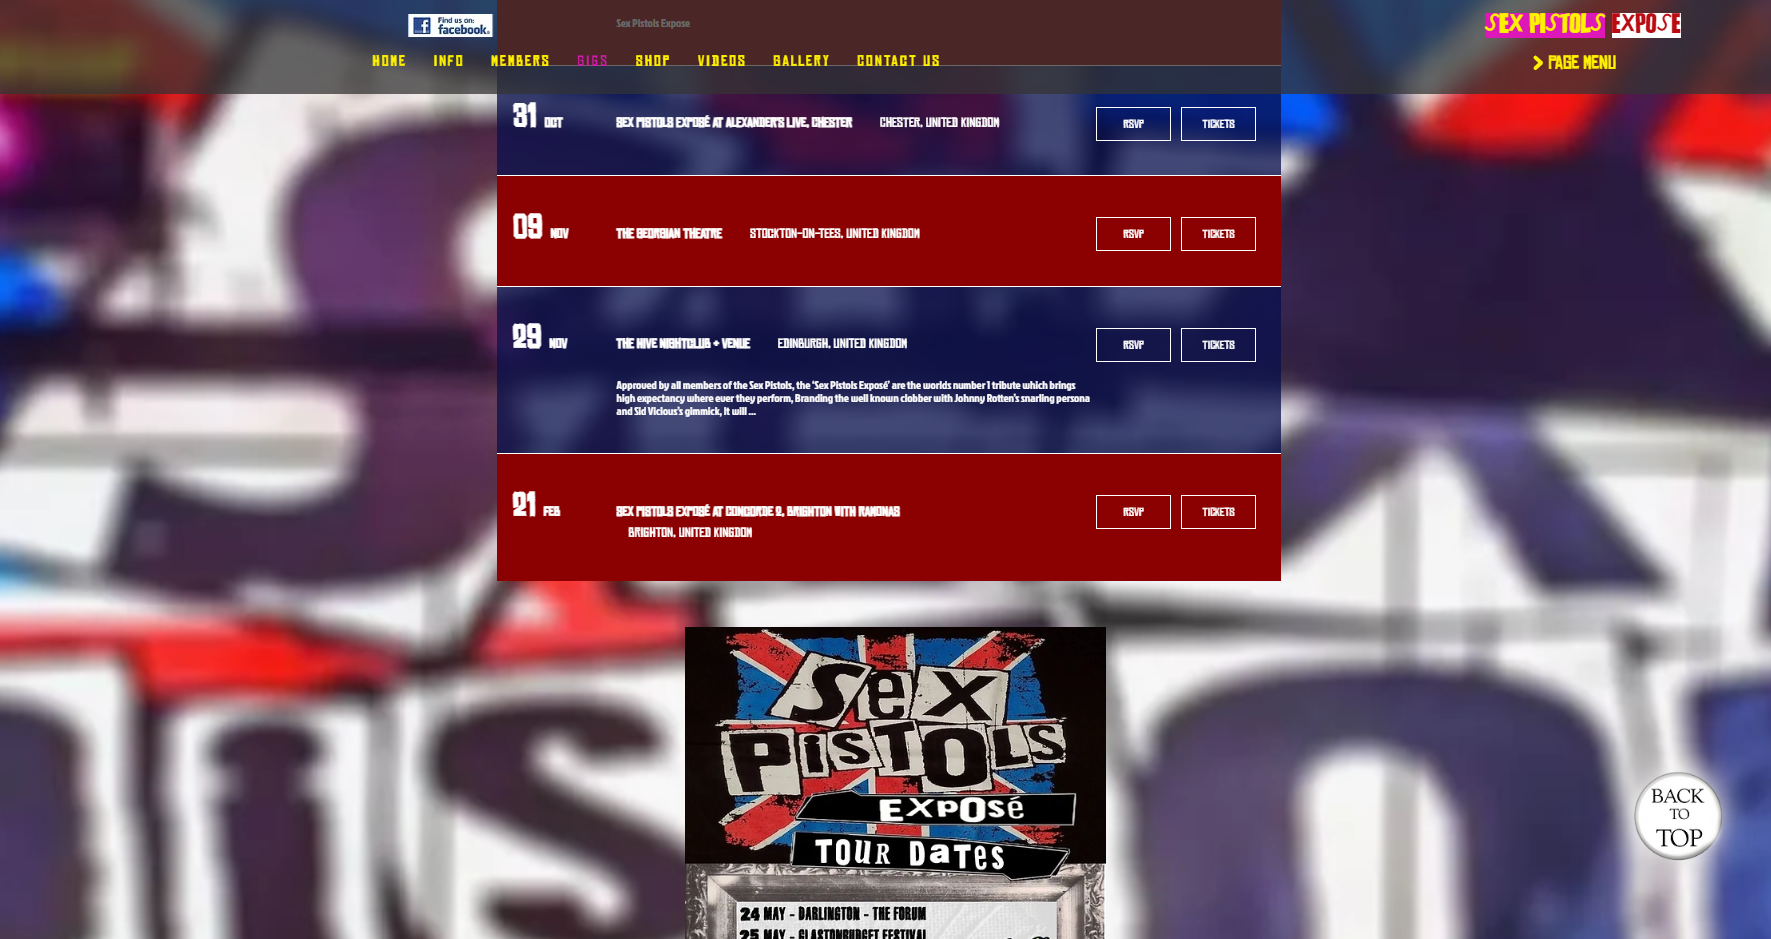 Find us on:
facebook.
Sex Pistols Expose
SEX PISTOLS EXPOSE
HOME INFO MEMBERS GIGS SHOP VIDEOS GALLERY CONTACT US
PAGE MENU
31 OCT SEX PISTOLS EXPOSÉ AT ALEXANDER'S LIVE, CHESTER CHESTER, UNITED KINGDOM RSVP TICKETS
09 NOV THE GEORGIAN THEATRE STOCKTON-ON-TEES, UNITED KINGDOM RSVP TICKETS
29 NOV THE HIVE NIGHTCLUB + VENUE EDINBURGH, UNITED KINGDOM RSVP TICKETS
Approved by all members of the Sex Pistols, the 'Sex Pistols Exposé' are the worlds number 1 tribute which brings
high expectancy where ever they perform, Branding the well known clobber with Johnny Rotten's snarling persona
and Sid Vicious's gimmick, It will ...
21 FEB SEX PISTOLS EXPOSÉ AT CONCORDE 2, BRIGHTON WITH RAMONAS RSVP TICKETS
BRIGHTON, UNITED KINGDOM
Sex
PiSTOLS
EXPOSé
TOUR DaTes
24 MAY - DARLINGTON - THE FORUM
25 MAY - GLASTONBUDGET FESTIVAL
BACK
TO
TOP